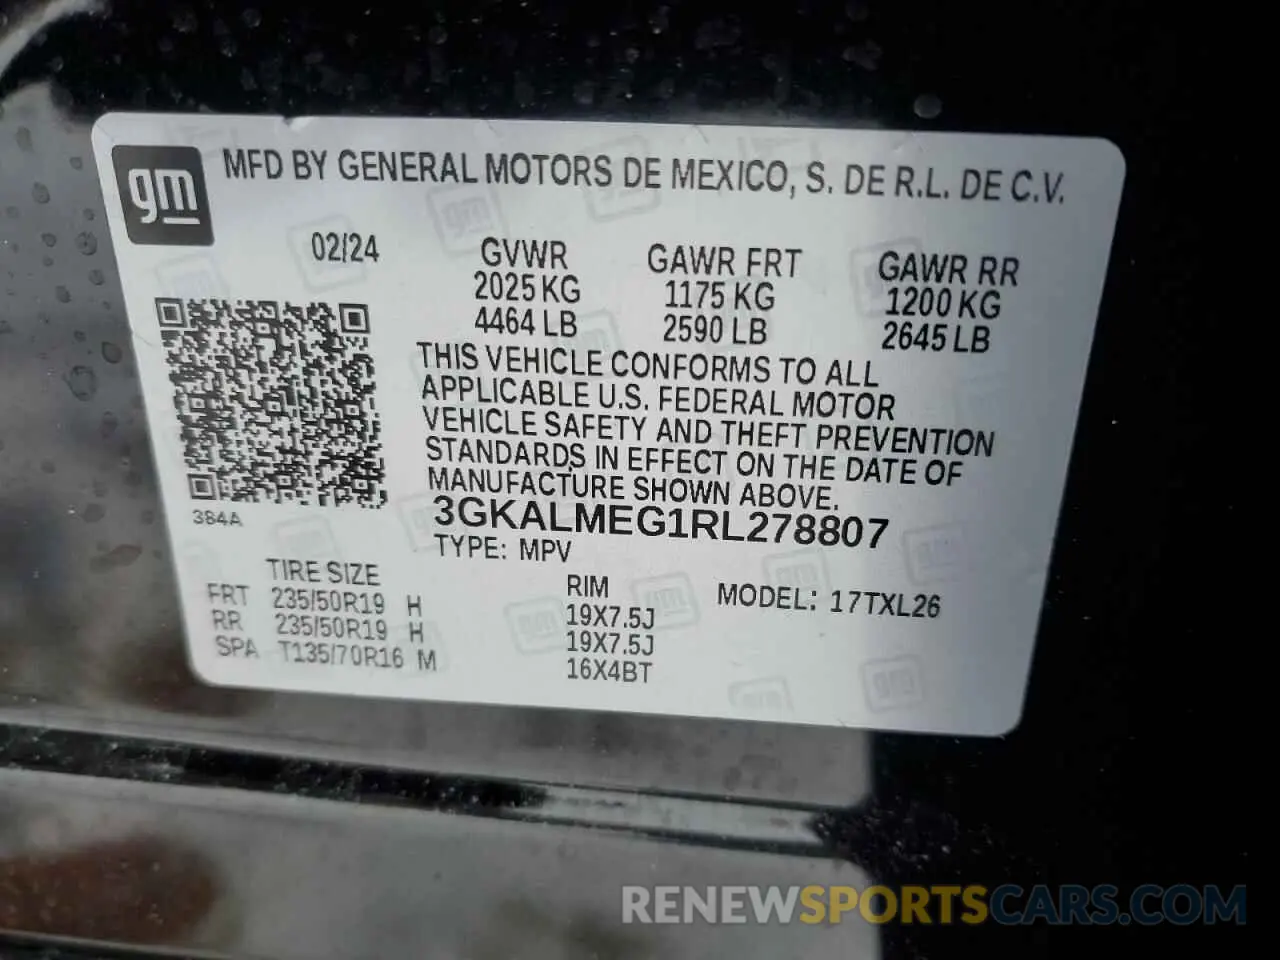 gm
MFD BY GENERAL MOTORS DE MEXICO, S. DE R.L. DE C.V.
02/24 GVWR GAWR FRT GAWR RR
2025 KG 1175 KG 1200 KG
4464 LB 2590 LB 2645 LB
THIS VEHICLE CONFORMS TO ALL
APPLICABLE U.S. FEDERAL MOTOR
VEHICLE SAFETY AND THEFT PREVENTION
STANDARDS IN EFFECT ON THE DATE OF
MANUFACTURE SHOWN ABOVE.
384A
3GKALMEG1RL278807
TYPE: MPV
TIRE SIZE RIM MODEL: 17TXL26
FRT 235/50R19 H 19X7.5J
RR 235/50R19 H 19X7.5J
SPA T135/70R16 M 16X4BT
RENEWSPORTSCARS.COM